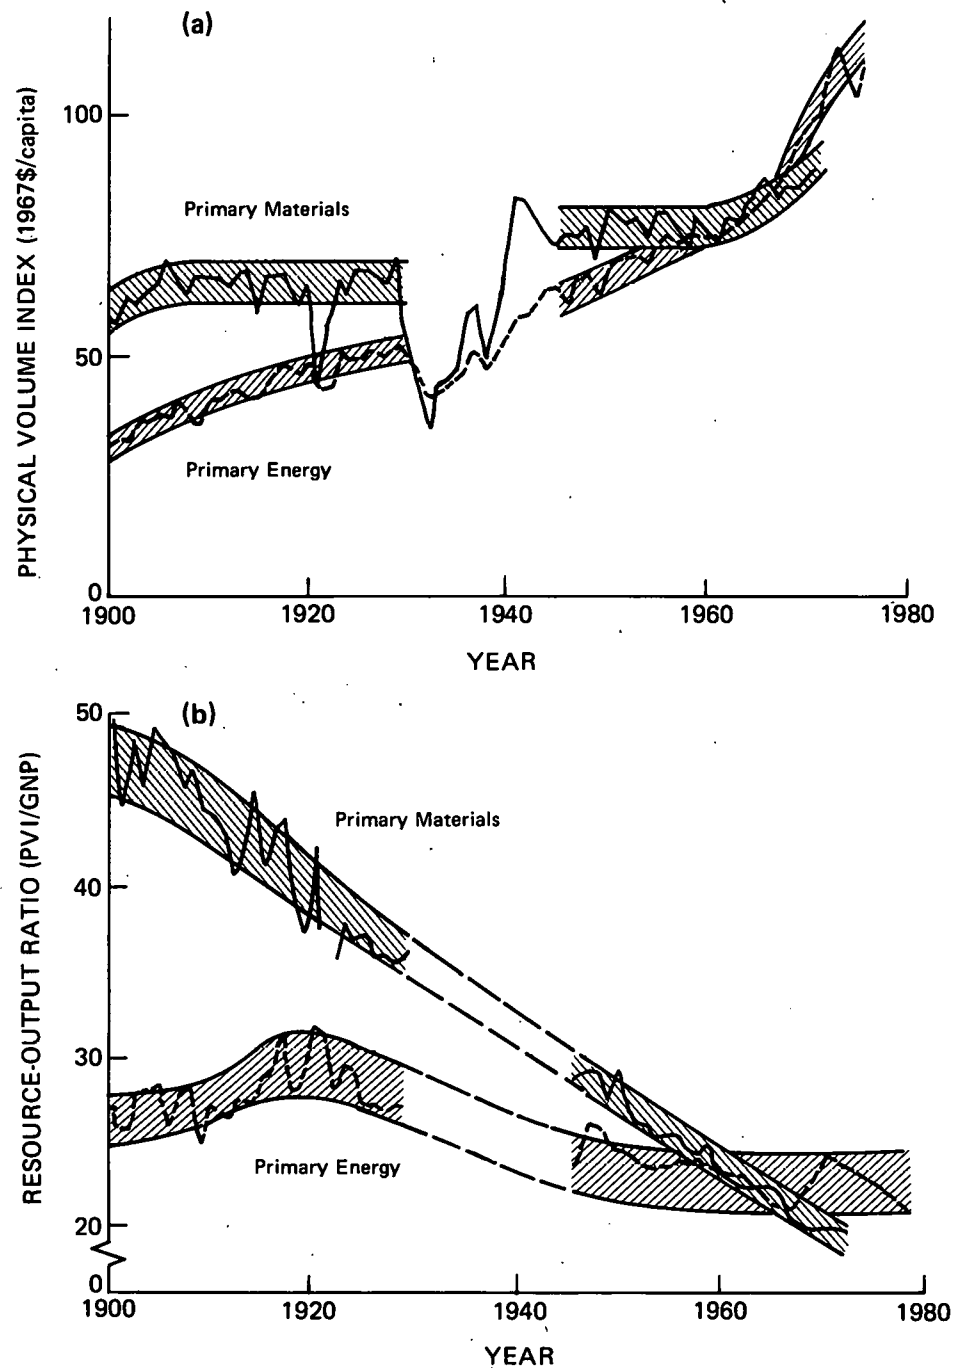 (a)
PHYSICAL VOLUME INDEX (1967$/capita)
100
50
0
Primary Materials
Primary Energy
1900 1920 1940 1960 1980
YEAR
(b)
RESOURCE-OUTPUT RATIO (PVI/GNP)
50
40
30
20
0
Primary Materials
Primary Energy
1900 1920 1940 1960 1980
YEAR